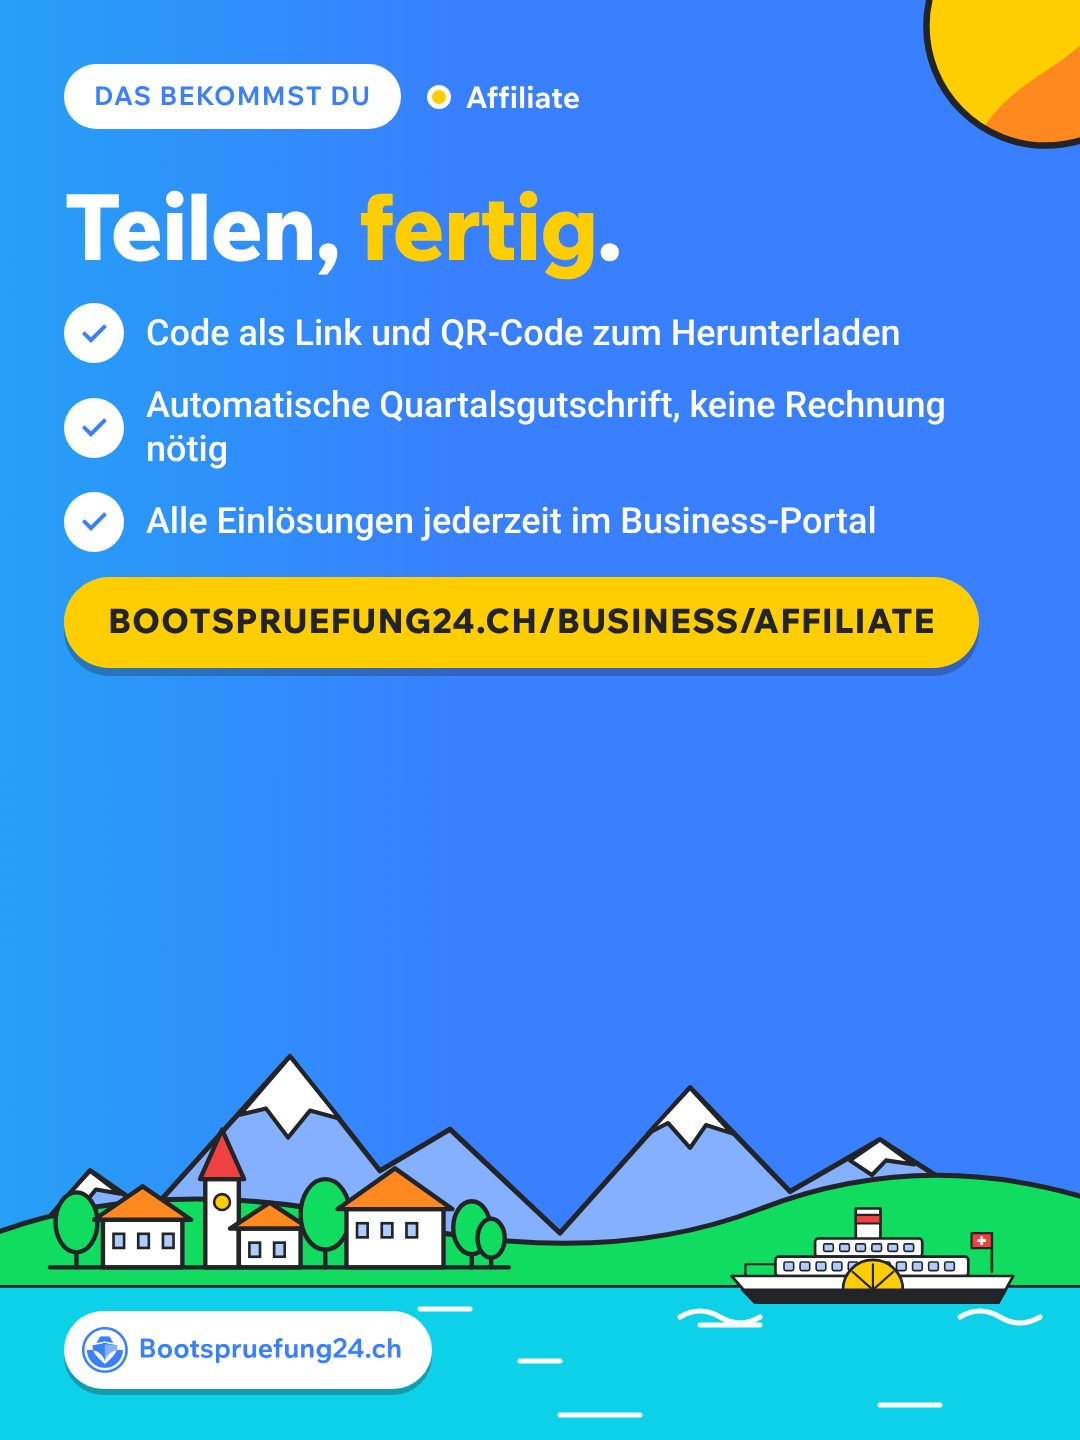 DAS BEKOMMST DU
Affiliate
Teilen, fertig.
Code als Link und QR-Code zum Herunterladen
Automatische Quartalsgutschrift, keine Rechnung
nötig
Alle Einlösungen jederzeit im Business-Portal
BOOTSPRUEFUNG24.CH/BUSINESS/AFFILIATE
Bootspruefung24.ch